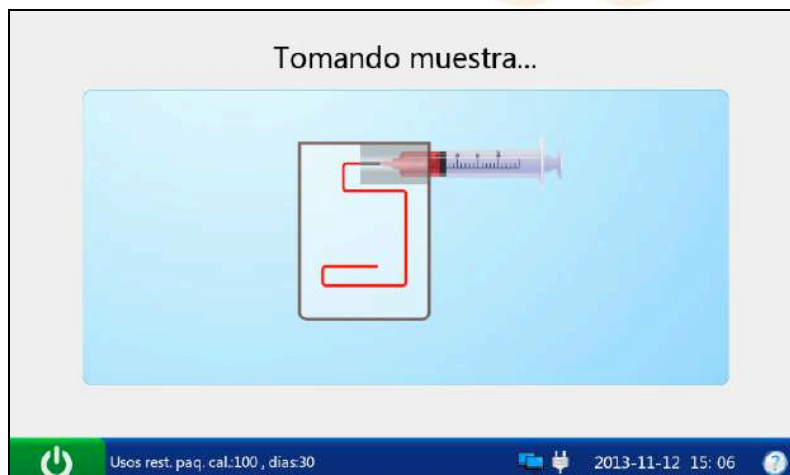 Tomando muestra...
Usos rest. paq. cal.:100 , dias:30
2013-11-12 15: 06
?